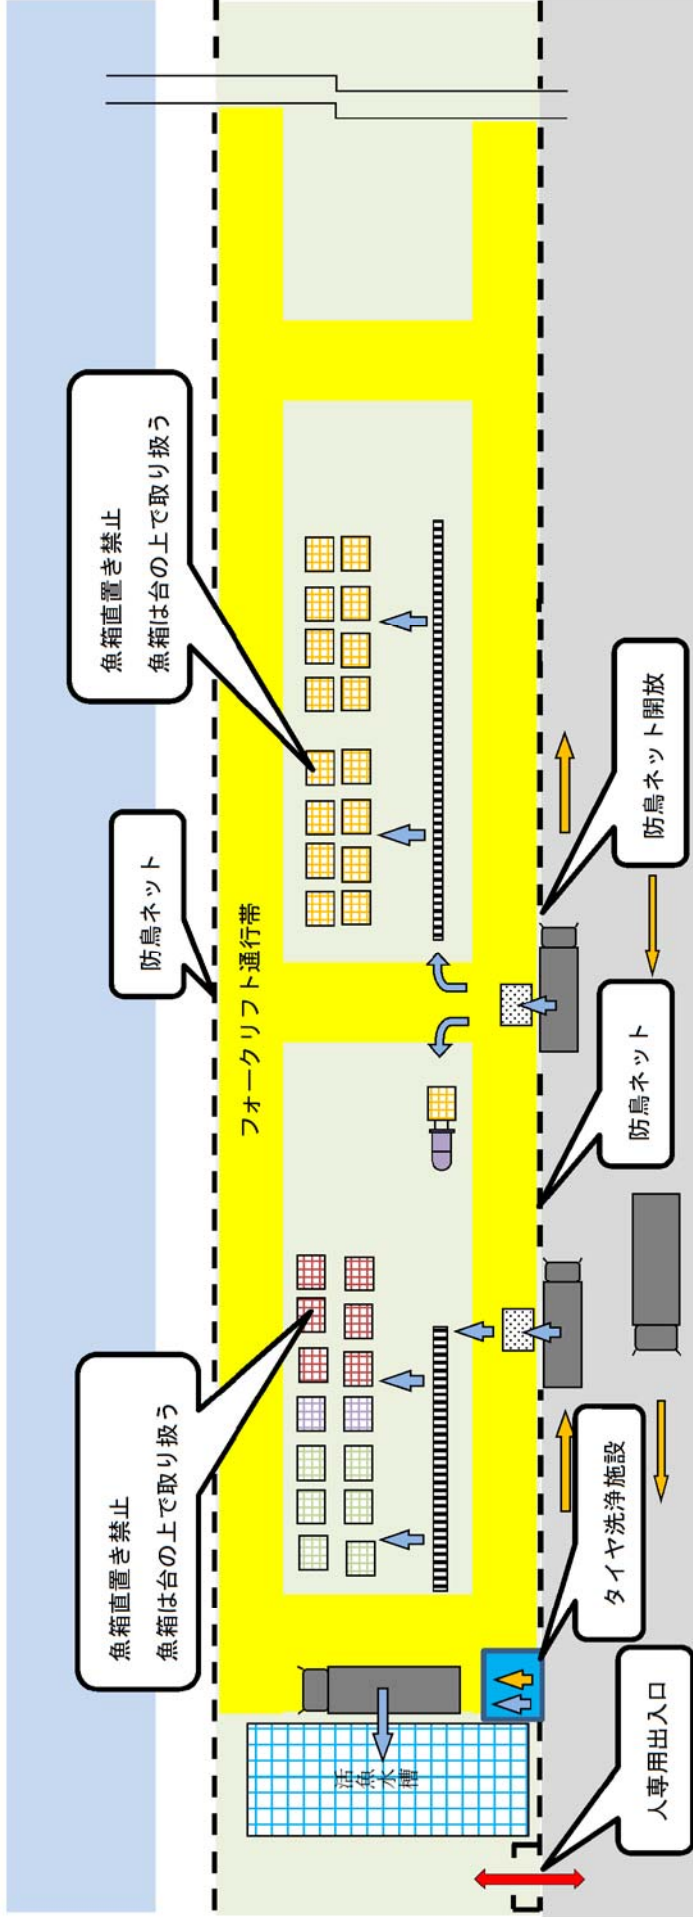 魚箱直置き禁止
魚箱は台の上で取り扱う
防鳥ネット
魚箱直置き禁止
魚箱は台の上で取り扱う
フォークリフト通行帯
活魚水槽
人専用出入口
タイヤ洗浄施設
防鳥ネット
防鳥ネット開放